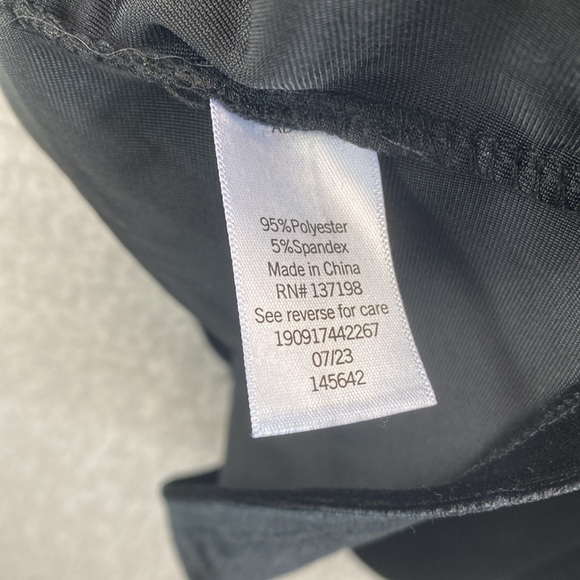 95%Polyester
5%Spandex
Made in China
RN# 137198
See reverse for care
190917442267
07/23
145642